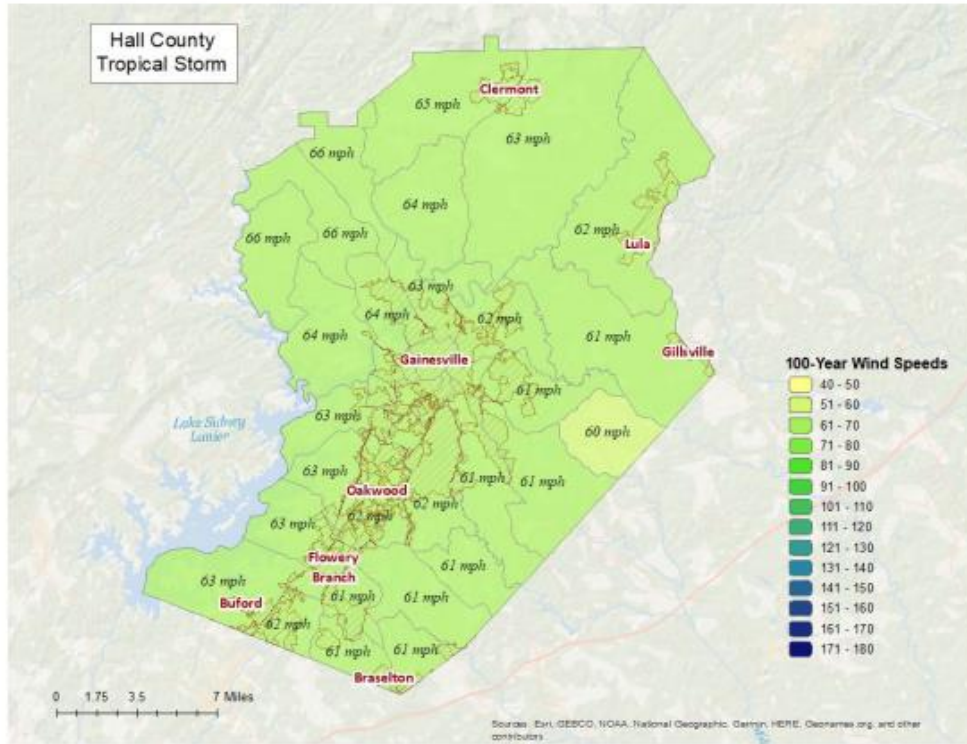 Hall County
Tropical Storm
Clermont
65 mph
63 mph
66 mph
64 mph
62 mph
Lula
66 mph
66 mph
63 mph
64 mph
62 mph
64 mph
61 mph
Gillsville
Gainesville
61 mph
63 mph
60 mph
Lake Sidney
Lanier
63 mph
61 mph
61 mph
Oakwood
62 mph
62 mph
63 mph
Flowery
Branch
61 mph
63 mph
61 mph
61 mph
Buford
62 mph
61 mph
61 mph
Braselton
100-Year Wind Speeds
40 - 50
51 - 60
61 - 70
71 - 80
81 - 90
91 - 100
101 - 110
111 - 120
121 - 130
131 - 140
141 - 150
151 - 160
161 - 170
171 - 180
0 1.75 3.5 7 Miles
Sources: Esri, GEBCO, NOAA, National Geographic, Garmin, HERE, Geonames.org, and other
contributors